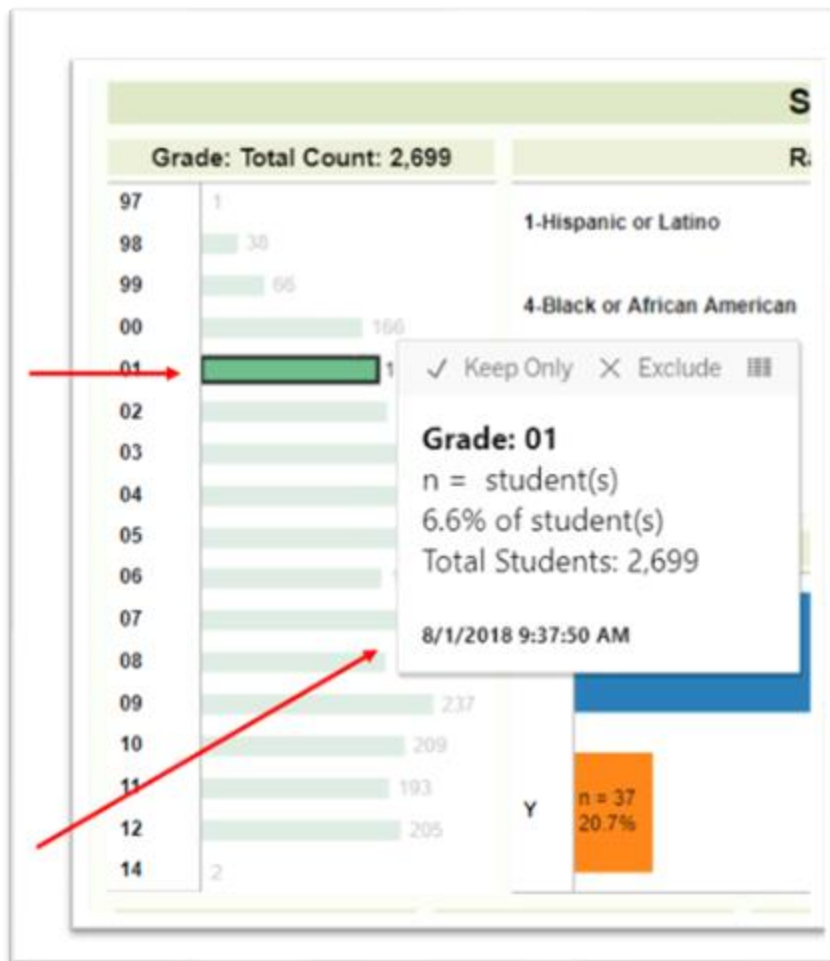 S
Grade: Total Count: 2,699
R
97 1
98 38
99 66
00 166
01 1
02
03
04
05
06
07
08
09 237
10 209
11 193
12 205
14 2
1-Hispanic or Latino
4-Black or African American
Keep Only Exclude
Grade: 01
n = student(s)
6.6% of student(s)
Total Students: 2,699
8/1/2018 9:37:50 AM
Y
n = 37
20.7%